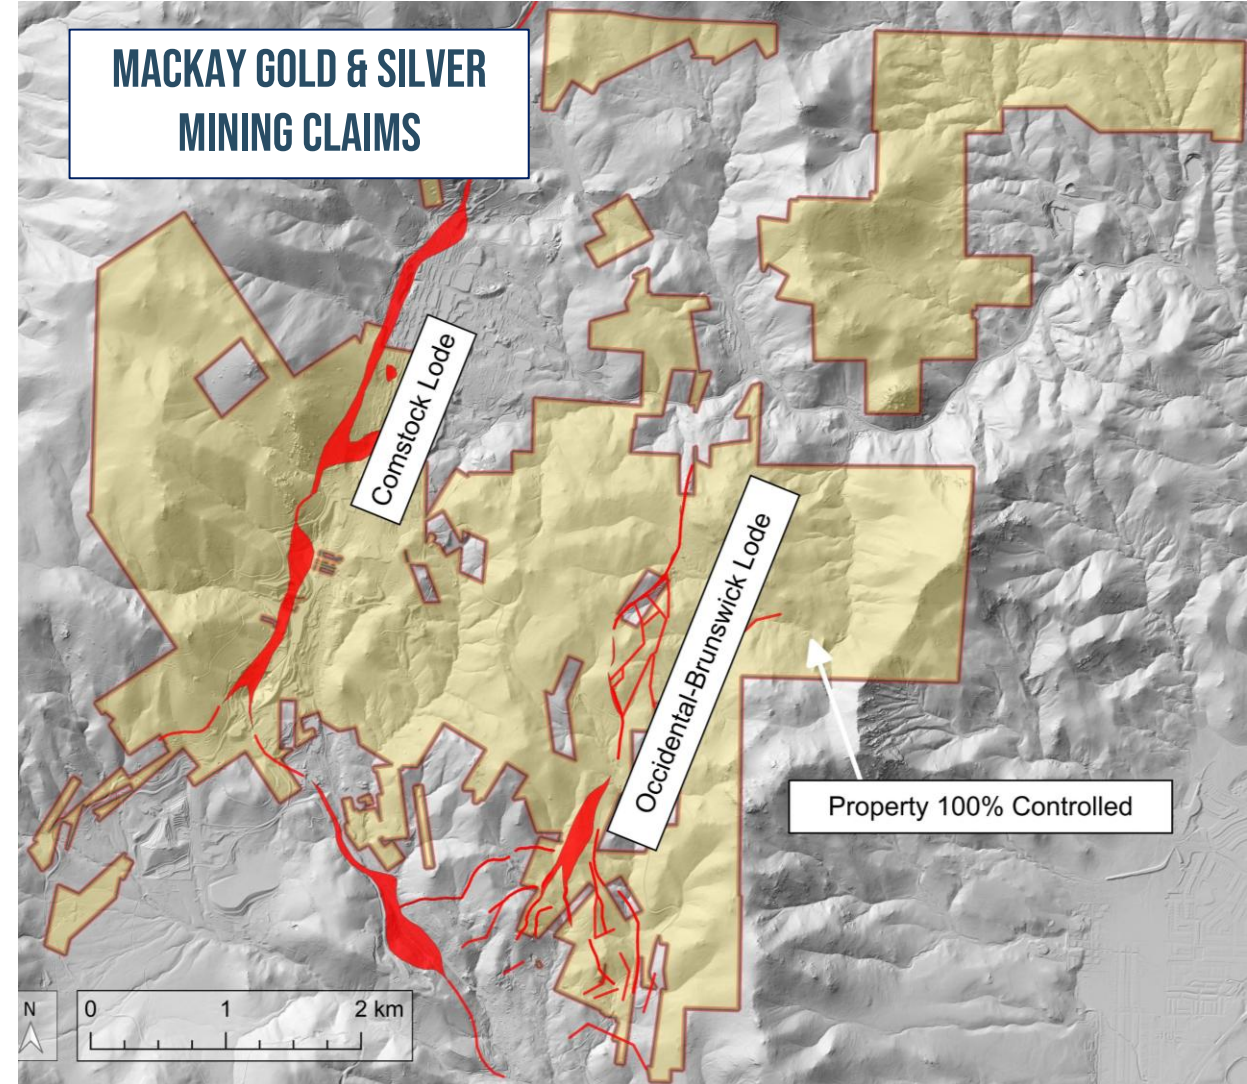 MACKAY GOLD & SILVER
MINING CLAIMS
Comstock Lode
Occidental-Brunswick Lode
Property 100% Controlled
N
0 1 2 km